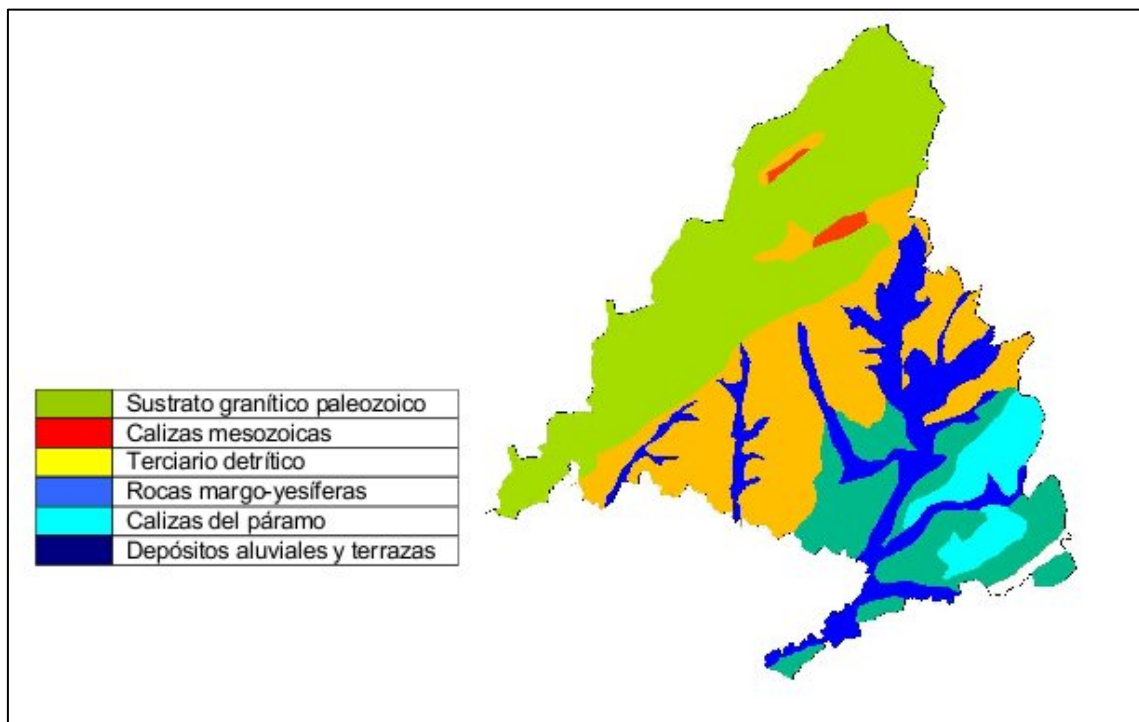 Sustrato granítico paleozoico
Calizas mesozoicas
Terciario detrítico
Rocas margo-yesíferas
Calizas del páramo
Depósitos aluviales y terrazas